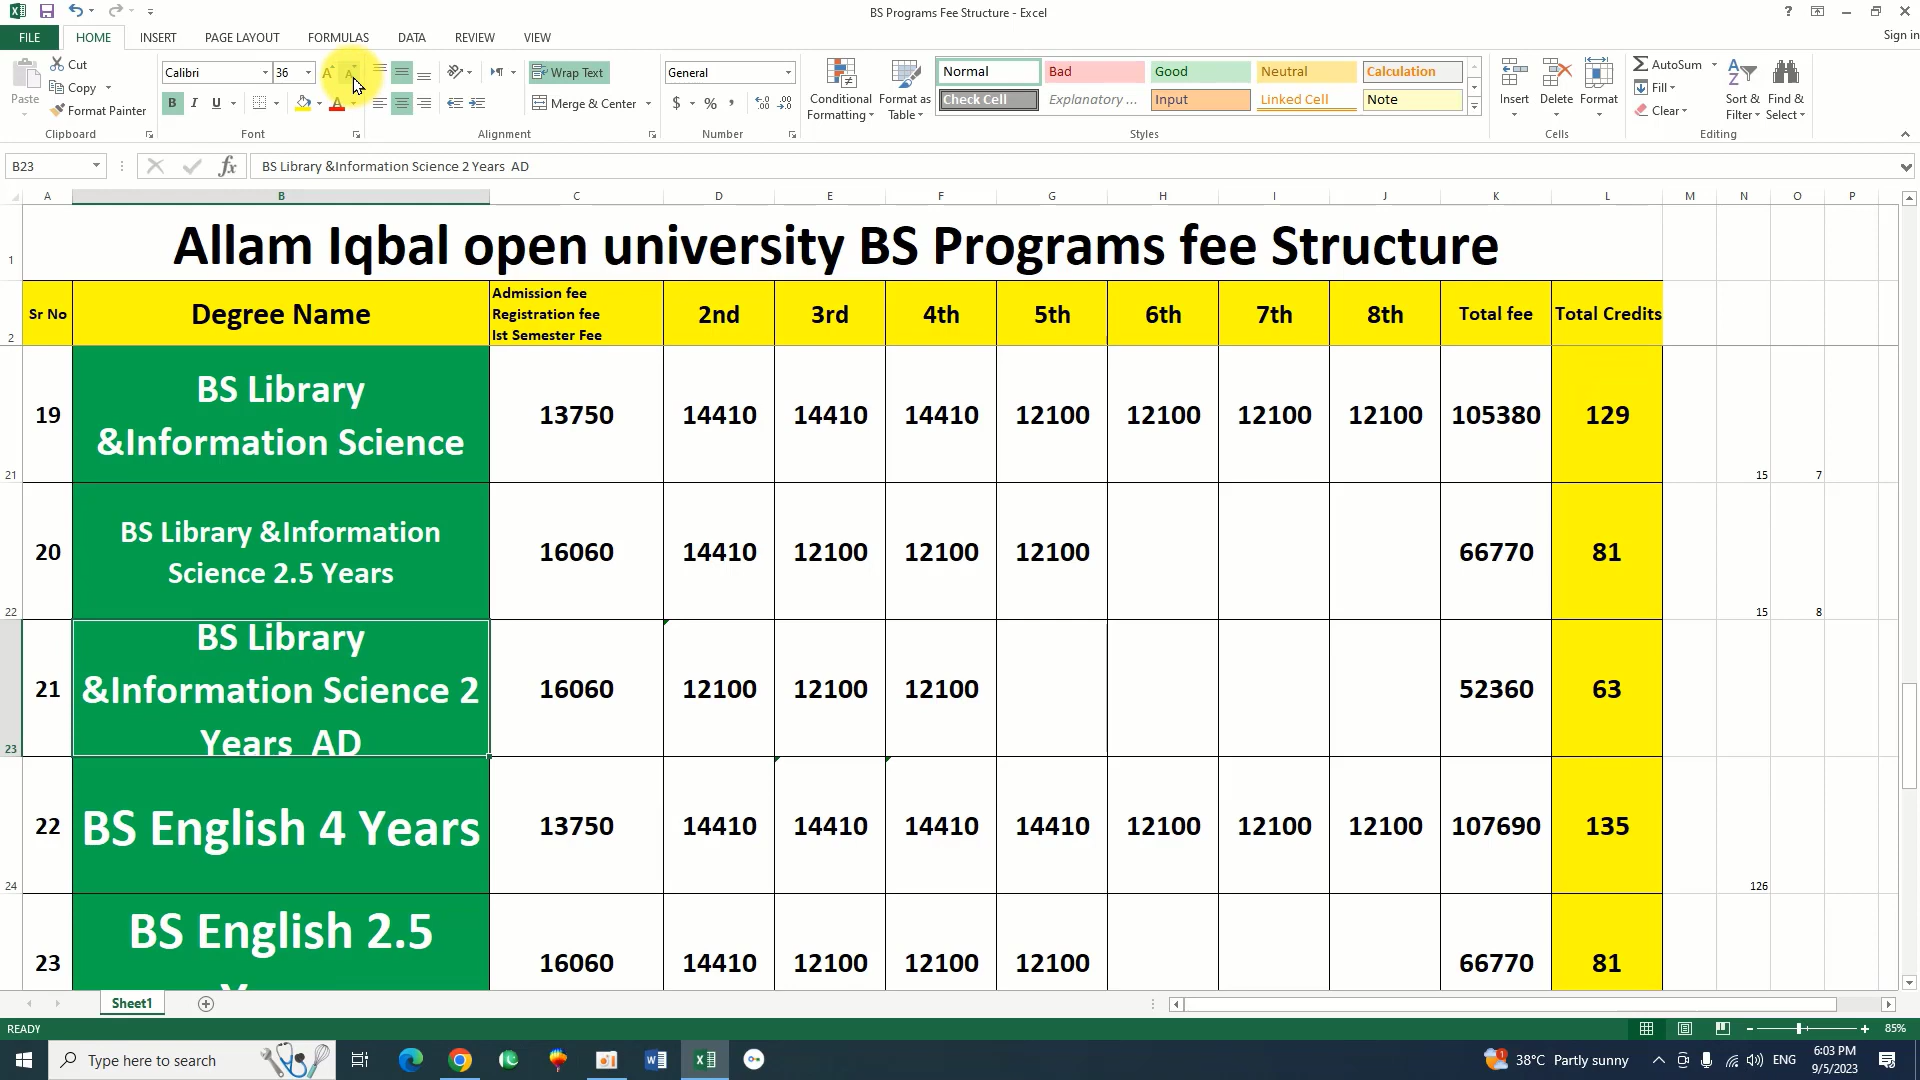 BS Programs Fee Structure - Excel
Sign in
FILE HOME INSERT PAGE LAYOUT FORMULAS DATA REVIEW VIEW
Paste
Cut
Copy
Format Painter
Clipboard
Calibri 36
B I U
Font
Wrap Text
Merge & Center
Alignment
General
$ % ,
Number
Conditional Formatting
Format as Table
Normal Bad Good Neutral Calculation
Check Cell Explanatory ... Input Linked Cell Note
Styles
Insert Delete Format
Cells
AutoSum
Fill
Clear
Sort & Filter
Find & Select
Editing
B23 fx BS Library &Information Science 2 Years AD
A B C D E F G H I J K L M N O P
1 Allam Iqbal open university BS Programs fee Structure
2 Sr No Degree Name
Admission fee
Registration fee
Ist Semester Fee
2nd 3rd 4th 5th 6th 7th 8th Total fee Total Credits
19 BS Library
&Information Science
13750 14410 14410 14410 12100 12100 12100 12100 105380 129
21 15 7
20 BS Library &Information
Science 2.5 Years
16060 14410 12100 12100 12100 66770 81
22 15 8
21 BS Library
&Information Science 2
Years AD
16060 12100 12100 12100 52360 63
23
22 BS English 4 Years 13750 14410 14410 14410 14410 12100 12100 12100 107690 135
24 126
23 BS English 2.5
16060 14410 12100 12100 12100 66770 81
Sheet1
READY
85%
Type here to search
38°C Partly sunny
ENG
6:03 PM
9/5/2023